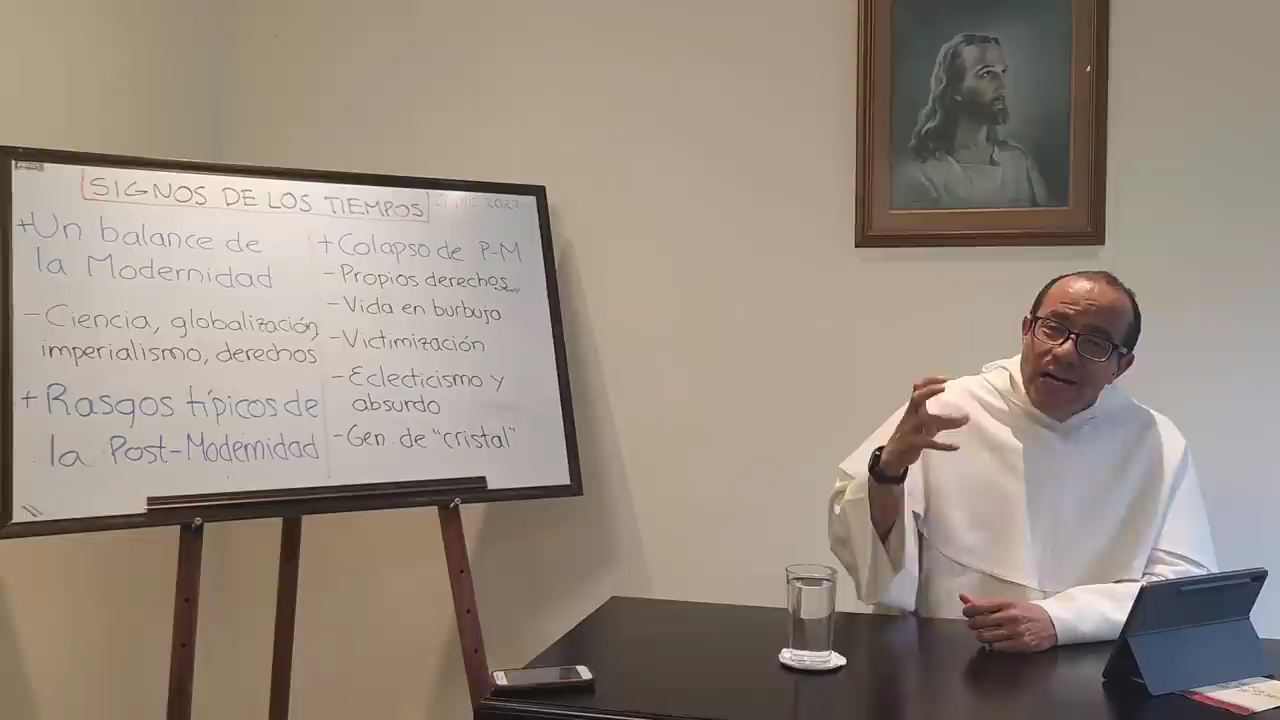 SIGNOS DE LOS TIEMPOS
+Un balance de
la Modernidad
- Ciencia, globalización,
imperialismo, derechos
+ Rasgos típicos de
la Post-Modernidad
+Colapso de P-M
- Propios derechos...
- Vida en burbuja
- Victimización
- Eclecticismo y
absurdo
- Gen. de "cristal"